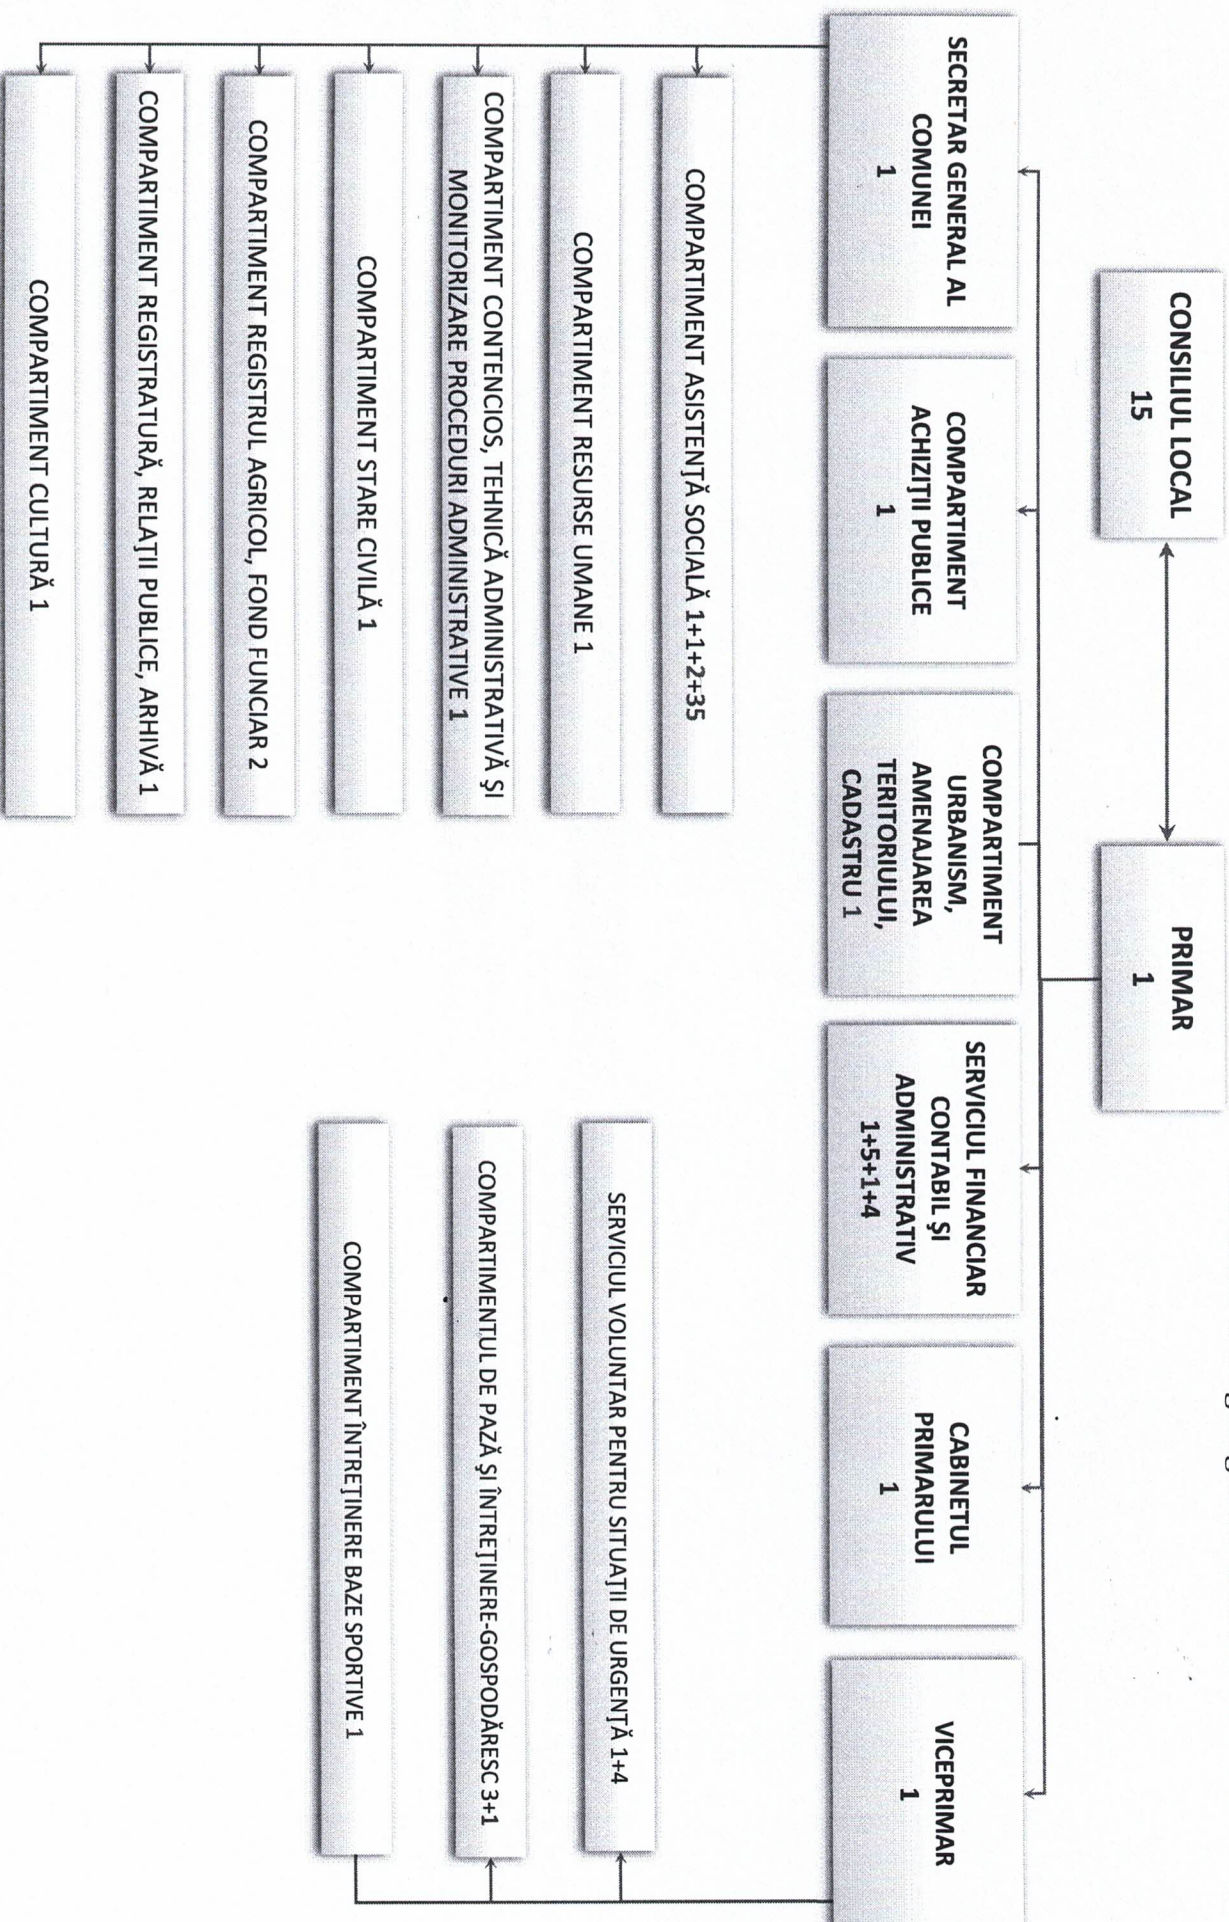 CONSILIUL LOCAL
15
PRIMAR
1
SECRETAR GENERAL AL
COMUNEI
1
COMPARTIMENT
ACHIZIŢII PUBLICE
1
COMPARTIMENT
URBANISM,
AMENAJAREA
TERITORIULUI,
CADASTRU 1
SERVICIUL FINANCIAR
CONTABIL ŞI
ADMINISTRATIV
1+5+1+4
CABINETUL
PRIMARULUI
1
VICEPRIMAR
1
COMPARTIMENT ASISTENŢĂ SOCIALĂ 1+1+2+35
COMPARTIMENT RESURSE UMANE 1
COMPARTIMENT CONTENCIOS, TEHNICĂ ADMINISTRATIVĂ ŞI
MONITORIZARE PROCEDURI ADMINISTRATIVE 1
COMPARTIMENT STARE CIVILĂ 1
COMPARTIMENT REGISTRUL AGRICOL, FOND FUNCIAR 2
COMPARTIMENT REGISTRATURĂ, RELAŢII PUBLICE, ARHIVĂ 1
COMPARTIMENT CULTURĂ 1
SERVICIUL VOLUNTAR PENTRU SITUAŢII DE URGENŢĂ 1+4
COMPARTIMENTUL DE PAZĂ ŞI ÎNTREŢINERE-GOSPODĂRESC 3+1
COMPARTIMENT ÎNTREŢINERE BAZE SPORTIVE 1